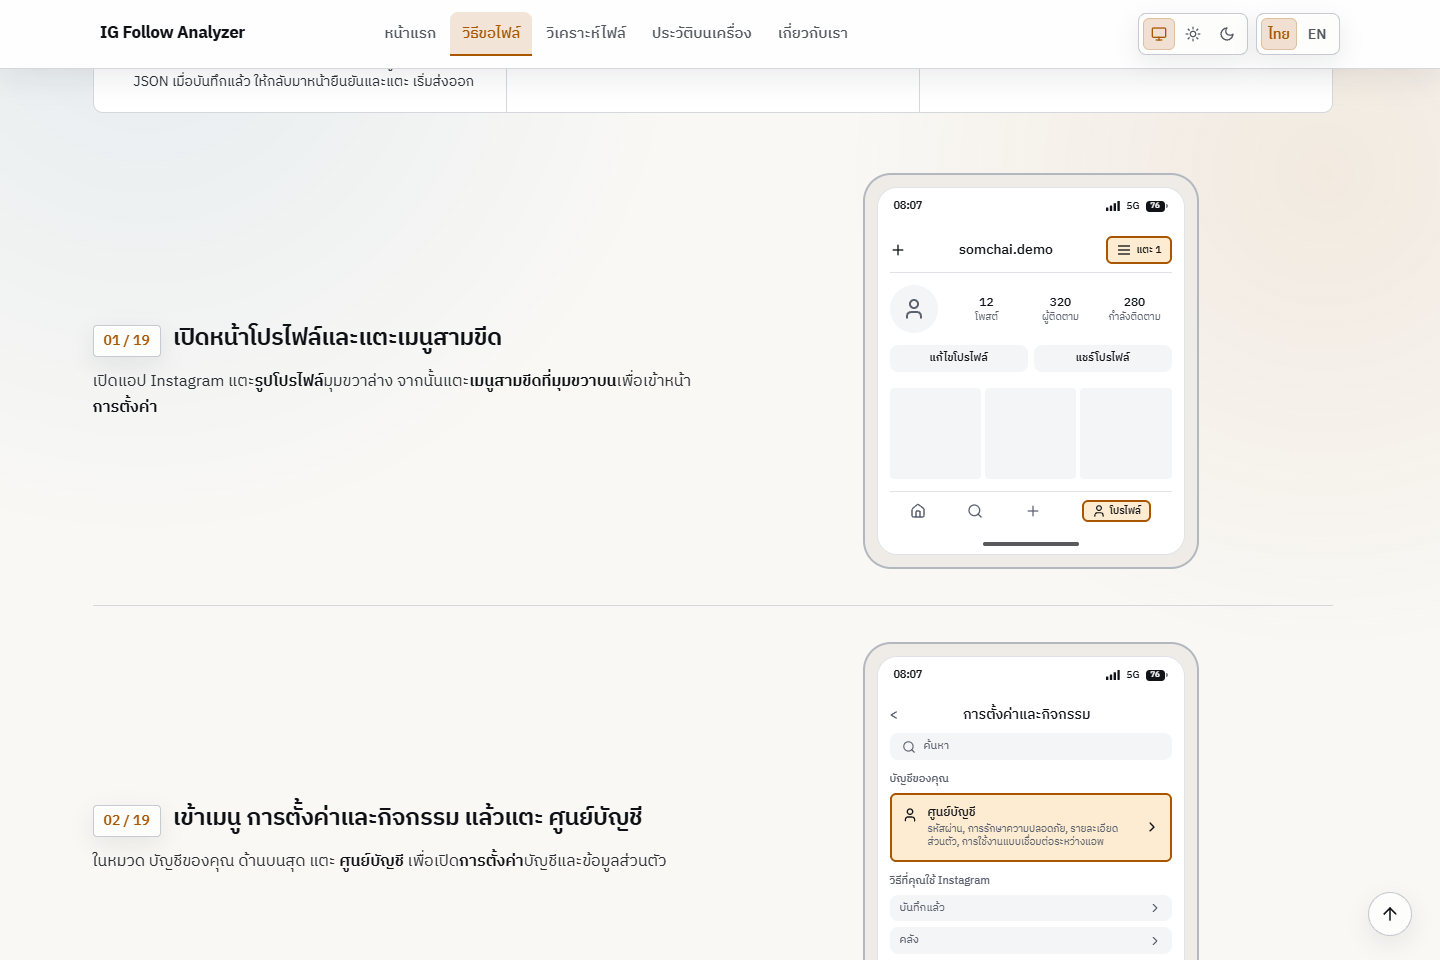 IG Follow Analyzer
หน้าแรก
วิธีขอไฟล์
วิเคราะห์ไฟล์
ประวัติบนเครื่อง
เกี่ยวกับเรา
ไทย
EN
JSON เมื่อบันทึกแล้ว ให้กลับมาหน้ายืนยันและแตะ เริ่มส่งออก
01 / 19
เปิดหน้าโปรไฟล์และแตะเมนูสามขีด
เปิดแอป Instagram แตะรูปโปรไฟล์มุมขวาล่าง จากนั้นแตะเมนูสามขีดที่มุมขวาบนเพื่อเข้าหน้า
การตั้งค่า
08:07
5G
76
somchai.demo
แตะ 1
12
320
280
โพสต์
ผู้ติดตาม
กำลังติดตาม
แก้ไขโปรไฟล์
แชร์โปรไฟล์
โปรไฟล์
02 / 19
เข้าเมนู การตั้งค่าและกิจกรรม แล้วแตะ ศูนย์บัญชี
ในหมวด บัญชีของคุณ ด้านบนสุด แตะ ศูนย์บัญชี เพื่อเปิดการตั้งค่าบัญชีและข้อมูลส่วนตัว
08:07
5G
76
<
การตั้งค่าและกิจกรรม
ค้นหา
บัญชีของคุณ
ศูนย์บัญชี
รหัสผ่าน, การรักษาความปลอดภัย, รายละเอียด
ส่วนตัว, การใช้งานแบบเชื่อมต่อระหว่างแอพ
วิธีที่คุณใช้ Instagram
บันทึกแล้ว
คลัง